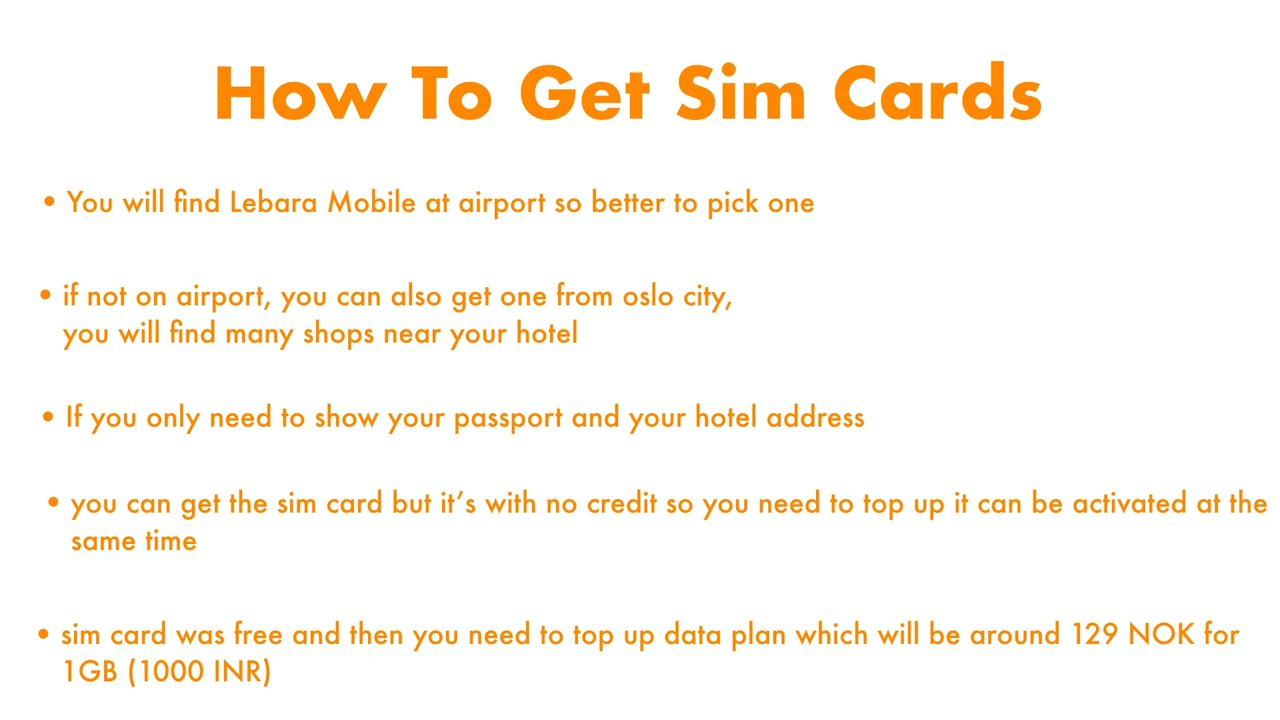 How To Get Sim Cards
• You will find Lebara Mobile at airport so better to pick one
• if not on airport, you can also get one from oslo city,
you will find many shops near your hotel
• If you only need to show your passport and your hotel address
• you can get the sim card but it’s with no credit so you need to top up it can be activated at the
same time
• sim card was free and then you need to top up data plan which will be around 129 NOK for
1GB (1000 INR)